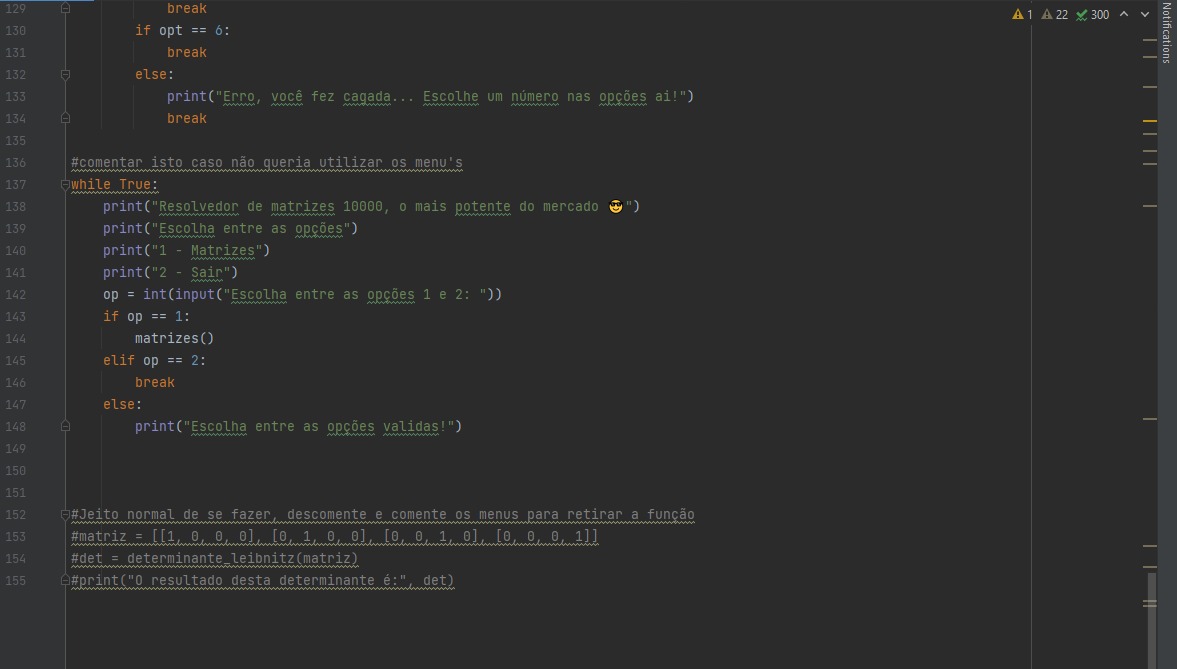 129 break
130 if opt == 6:
131 break
132 else:
133 print("Erro, você fez cagada... Escolhe um número nas opções ai!")
134 break
135
136 #comentar isto caso não queria utilizar os menu's
137 while True:
138 print("Resolvedor de matrizes 10000, o mais potente do mercado 😎")
139 print("Escolha entre as opções")
140 print("1 - Matrizes")
141 print("2 - Sair")
142 op = int(input("Escolha entre as opções 1 e 2: "))
143 if op == 1:
144 matrizes()
145 elif op == 2:
146 break
147 else:
148 print("Escolha entre as opções validas!")
149
150
151
152 #Jeito normal de se fazer, descomente e comente os menus para retirar a função
153 #matriz = [[1, 0, 0, 0], [0, 1, 0, 0], [0, 0, 1, 0], [0, 0, 0, 1]]
154 #det = determinante_leibnitz(matriz)
155 #print("O resultado desta determinante é:", det)
1 22 300
Notifications